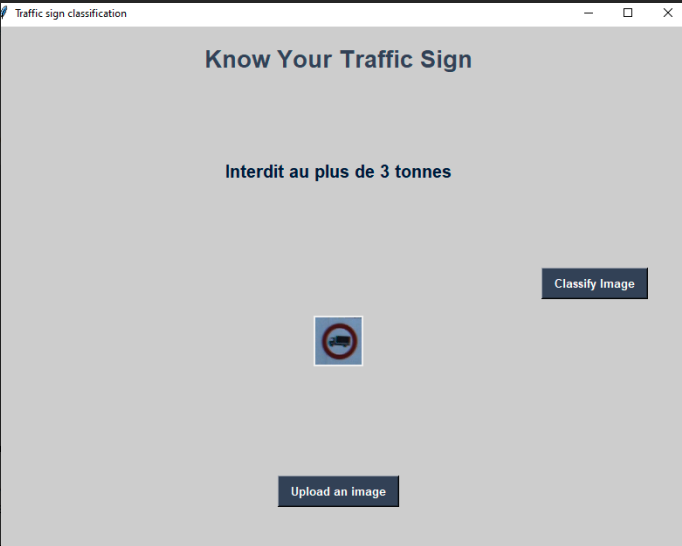 Traffic sign classification
Know Your Traffic Sign
Interdit au plus de 3 tonnes
Classify Image
Upload an image